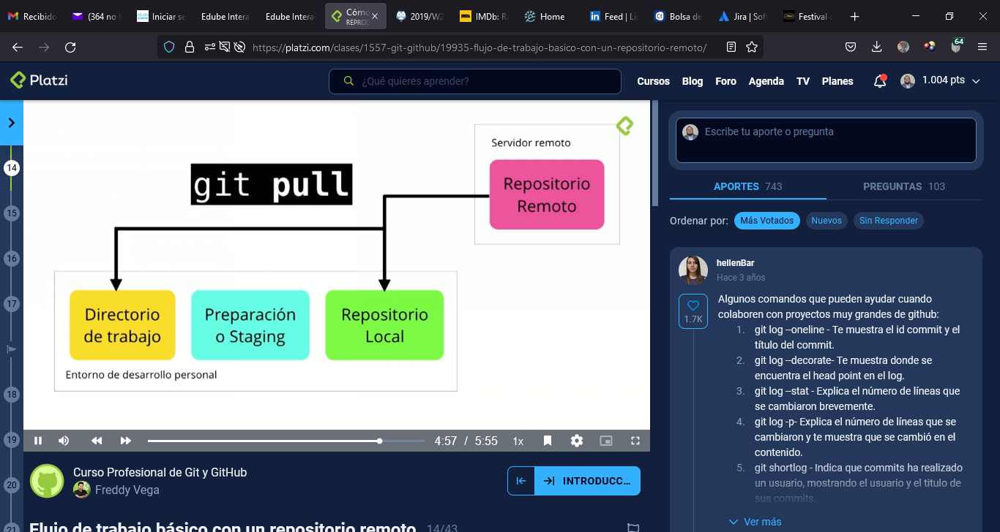 Recibido
(364 no l
Iniciar se
Edube Intera
Edube Intera
Cómo
REPROD
2019/W2
IMDb: Ra
Home
Feed | Li
Bolsa de
Jira | Soft
Festival
https://platzi.com/clases/1557-git-github/19935-flujo-de-trabajo-basico-con-un-repositorio-remoto/
64
Platzi
¿Qué quieres aprender?
Cursos
Blog
Foro
Agenda
TV
Planes
1.004 pts
14
15
16
17
18
19
20
21
git pull
Servidor remoto
Repositorio
Remoto
Directorio
de trabajo
Preparación
o Staging
Repositorio
Local
Entorno de desarrollo personal
4:57 / 5:55
1x
Curso Profesional de Git y GitHub
Freddy Vega
INTRODUCC...
Flujo de trabajo básico con un repositorio remoto 14/43
Escribe tu aporte o pregunta
APORTES 743
PREGUNTAS 103
Ordenar por:
Más Votados
Nuevos
Sin Responder
hellenBar
Hace 3 años
1.7K
Algunos comandos que pueden ayudar cuando
colaboren con proyectos muy grandes de github:
1. git log --oneline - Te muestra el id commit y el
título del commit.
2. git log --decorate- Te muestra donde se
encuentra el head point en el log.
3. git log --stat - Explica el número de líneas que
se cambiaron brevemente.
4. git log -p- Explica el número de líneas que se
cambiaron y te muestra que se cambió en el
contenido.
5. git shortlog - Indica que commits ha realizado
un usuario, mostrando el usuario y el titulo de
sus commits.
Ver más